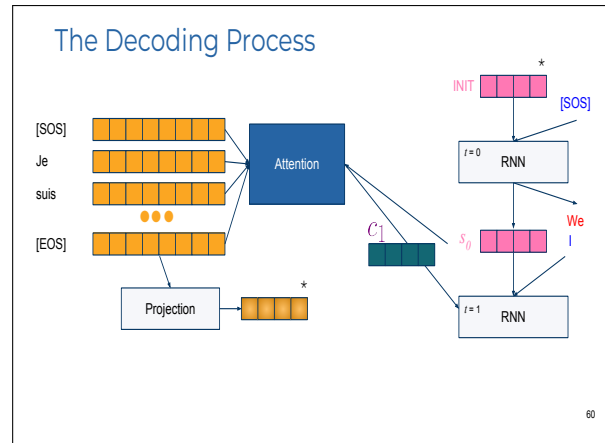 The Decoding Process
*
INIT
[SOS]
[SOS]
Je
suis
[EOS]
Attention
t = 0
RNN
We
I
c1
s0
*
Projection
t = 1
RNN
60